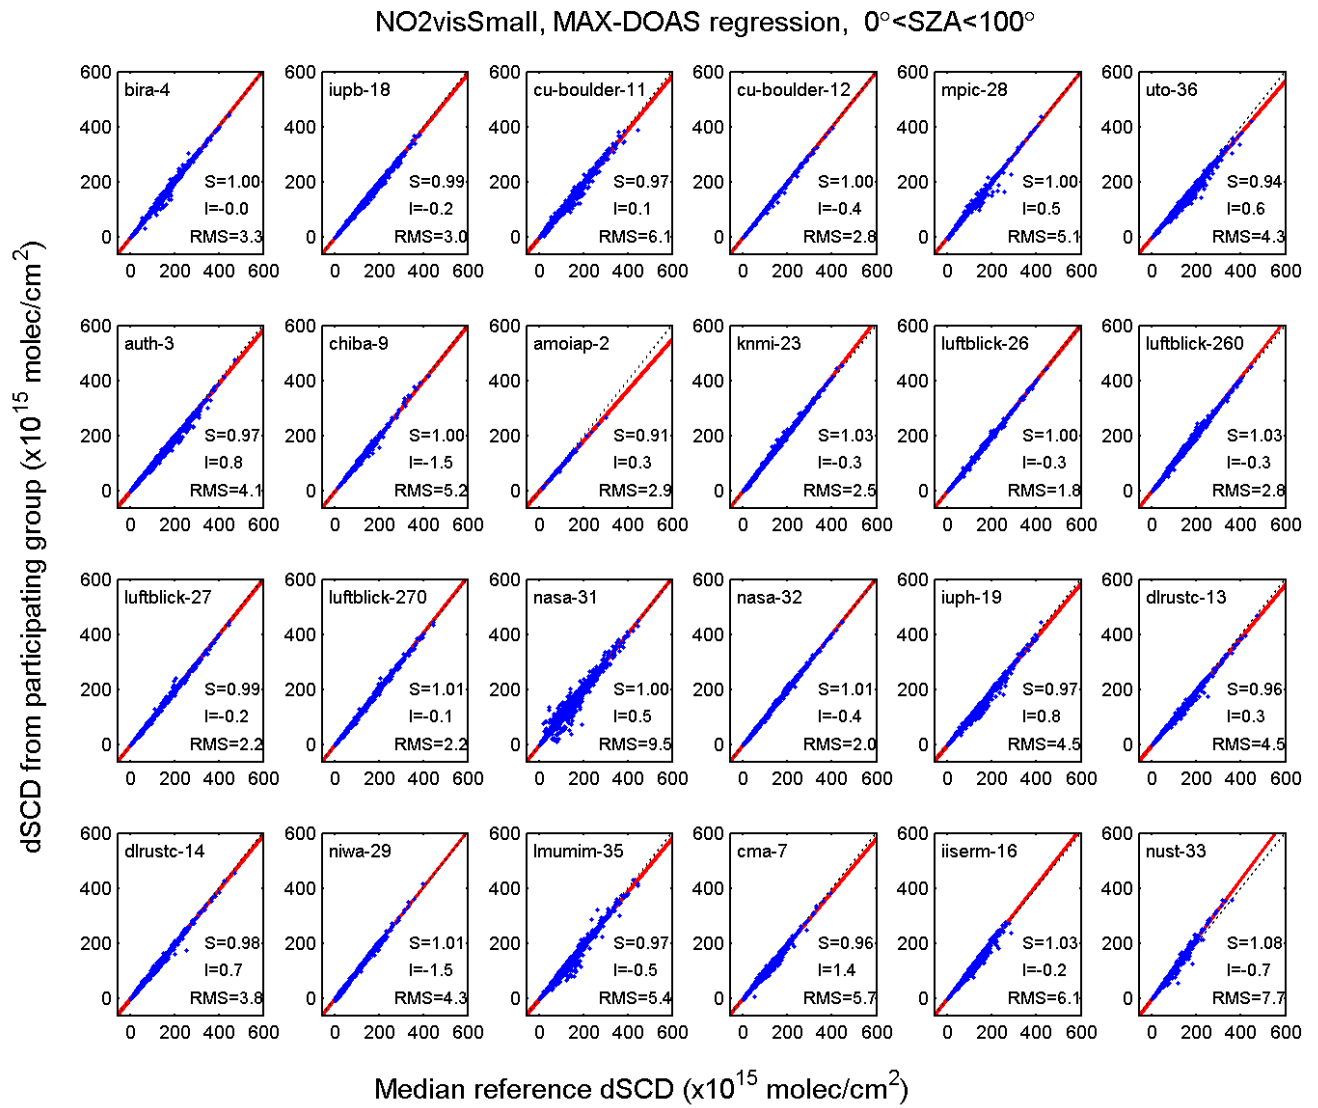 NO2visSmall, MAX-DOAS regression,  0°<SZA<100°
dSCD from participating group (x10^15 molec/cm^2)
600
400
200
0
0 200 400 600
bira-4
S=1.00
I=-0.0
RMS=3.3
600
400
200
0
0 200 400 600
iupb-18
S=0.99
I=-0.2
RMS=3.0
600
400
200
0
0 200 400 600
cu-boulder-11
S=0.97
I=0.1
RMS=6.1
600
400
200
0
0 200 400 600
cu-boulder-12
S=1.00
I=-0.4
RMS=2.8
600
400
200
0
0 200 400 600
mpic-28
S=1.00
I=0.5
RMS=5.1
600
400
200
0
0 200 400 600
uto-36
S=0.94
I=0.6
RMS=4.3
600
400
200
0
0 200 400 600
auth-3
S=0.97
I=0.8
RMS=4.1
600
400
200
0
0 200 400 600
chiba-9
S=1.00
I=-1.5
RMS=5.2
600
400
200
0
0 200 400 600
amoiap-2
S=0.91
I=0.3
RMS=2.9
600
400
200
0
0 200 400 600
knmi-23
S=1.03
I=-0.3
RMS=2.5
600
400
200
0
0 200 400 600
luftblick-26
S=1.00
I=-0.3
RMS=1.8
600
400
200
0
0 200 400 600
luftblick-260
S=1.03
I=-0.3
RMS=2.8
600
400
200
0
0 200 400 600
luftblick-27
S=0.99
I=-0.2
RMS=2.2
600
400
200
0
0 200 400 600
luftblick-270
S=1.01
I=-0.1
RMS=2.2
600
400
200
0
0 200 400 600
nasa-31
S=1.00
I=0.5
RMS=9.5
600
400
200
0
0 200 400 600
nasa-32
S=1.01
I=-0.4
RMS=2.0
600
400
200
0
0 200 400 600
iuph-19
S=0.97
I=0.8
RMS=4.5
600
400
200
0
0 200 400 600
dlrustc-13
S=0.96
I=0.3
RMS=4.5
600
400
200
0
0 200 400 600
dlrustc-14
S=0.98
I=0.7
RMS=3.8
600
400
200
0
0 200 400 600
niwa-29
S=1.01
I=-1.5
RMS=4.3
600
400
200
0
0 200 400 600
lmumim-35
S=0.97
I=-0.5
RMS=5.4
600
400
200
0
0 200 400 600
cma-7
S=0.96
I=1.4
RMS=5.7
600
400
200
0
0 200 400 600
iiserm-16
S=1.03
I=-0.2
RMS=6.1
600
400
200
0
0 200 400 600
nust-33
S=1.08
I=-0.7
RMS=7.7
Median reference dSCD (x10^15 molec/cm^2)